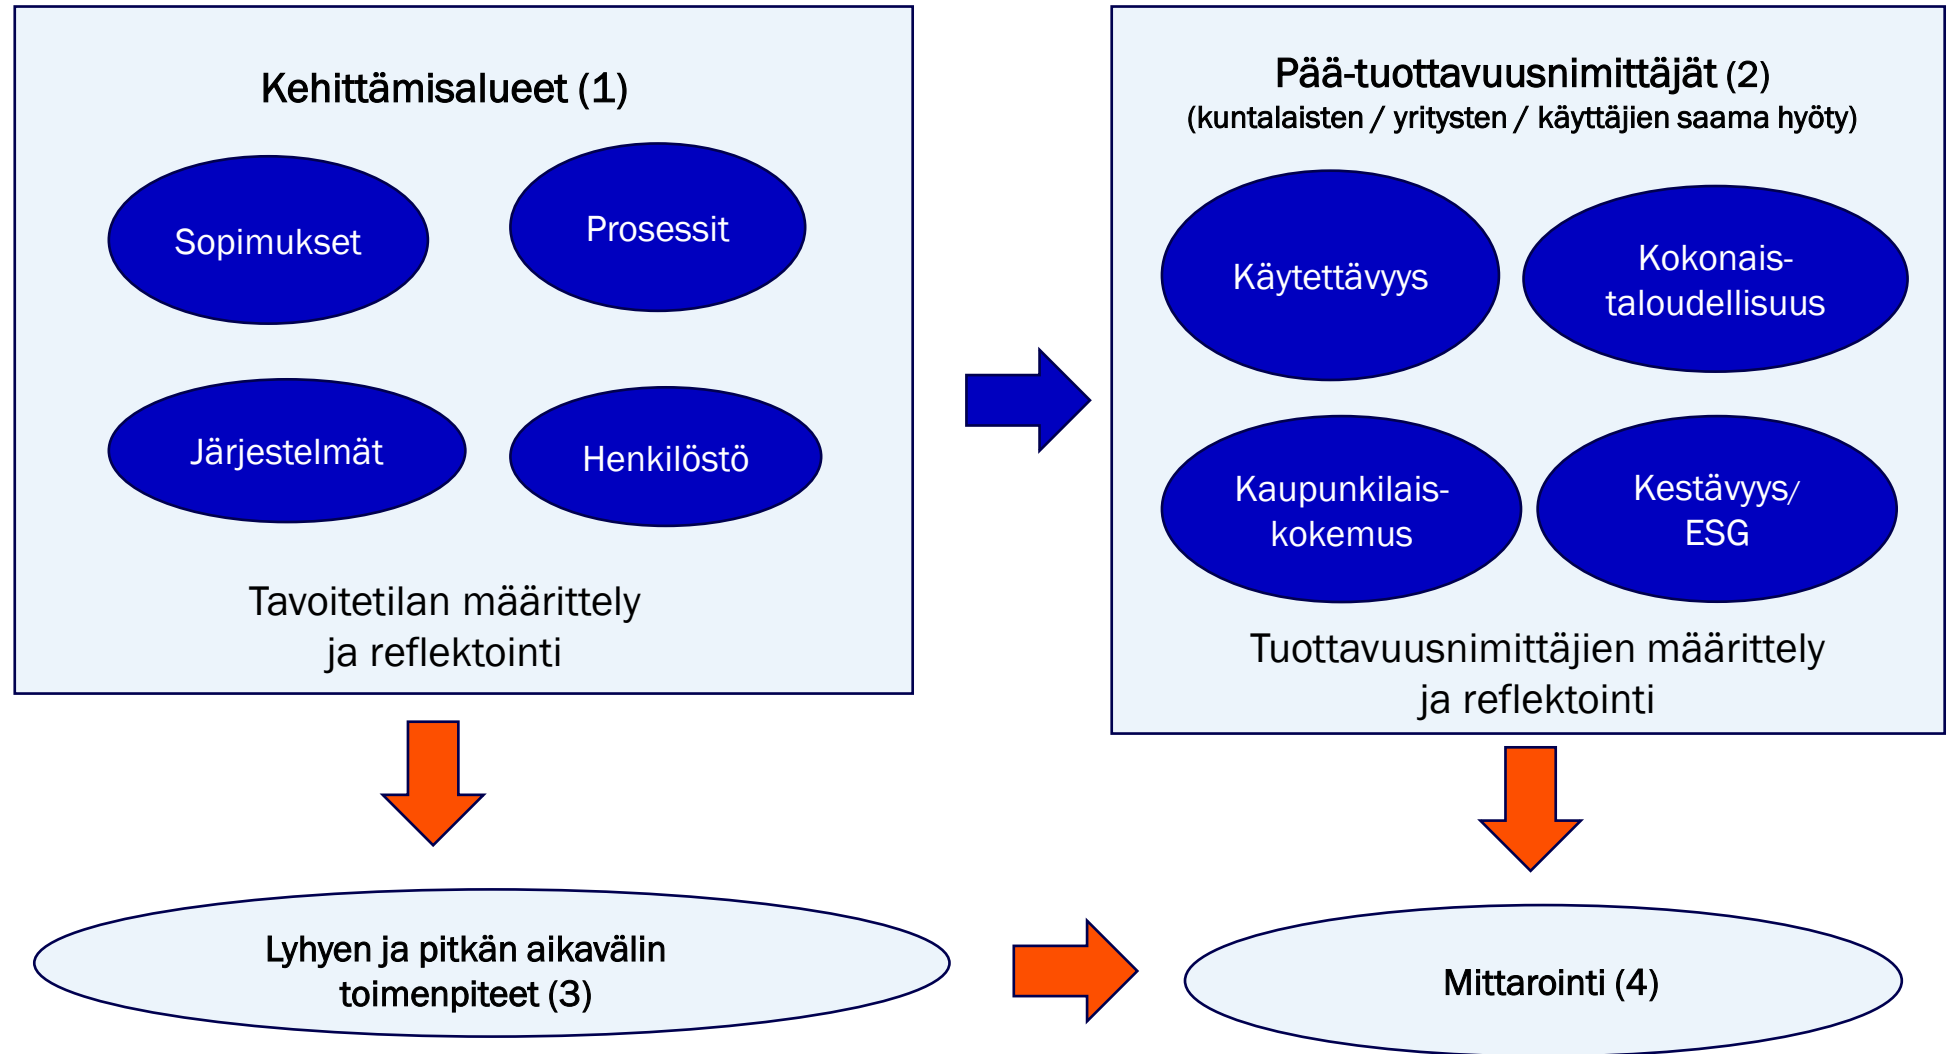 Kehittämisalueet (1)
Sopimukset
Prosessit
Järjestelmät
Henkilöstö
Tavoitetilan määrittely
ja reflektointi
Pää-tuottavuusnimittäjät (2)
(kuntalaisten / yritysten / käyttäjien saama hyöty)
Käytettävyys
Kokonais-
taloudellisuus
Kaupunkilais-
kokemus
Kestävyys/
ESG
Tuottavuusnimittäjien määrittely
ja reflektointi
Lyhyen ja pitkän aikavälin
toimenpiteet (3)
Mittarointi (4)